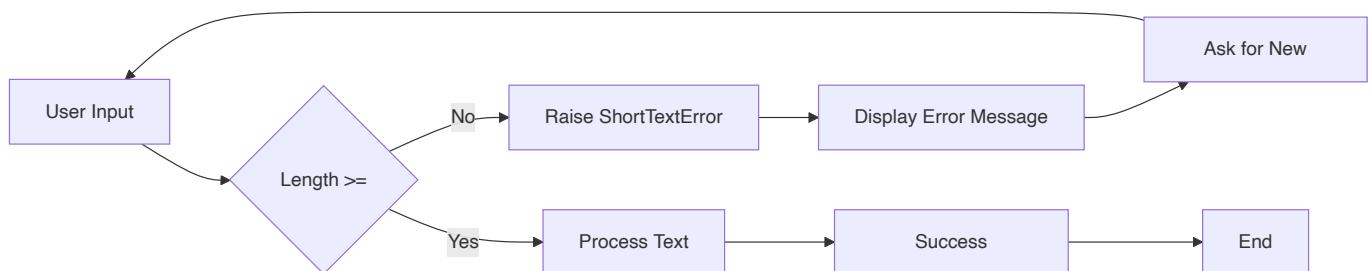 Ask for New
User Input
No
Raise ShortTextError
Display Error Message
Length >=
Yes
Process Text
Success
End